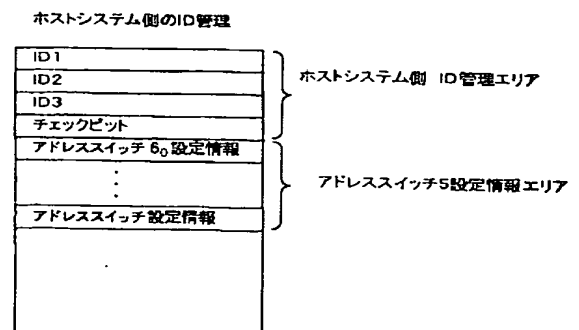 ホストシステム側のID管理
ID1
ID2
ID3
チェックビット
ホストシステム側 ID管理エリア
アドレススイッチ 6₀ 設定情報
アドレススイッチ設定情報
アドレススイッチ5設定情報エリア